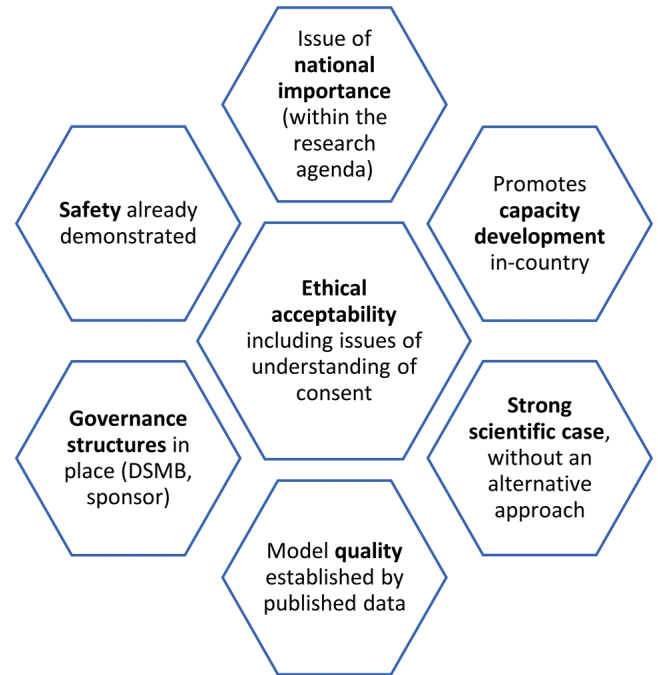 Issue of
national
importance
(within the
research
agenda)
Safety already
demonstrated
Promotes
capacity
development
in-country
Ethical
acceptability
including issues of
understanding of
consent
Governance
structures in
place (DSMB,
sponsor)
Strong
scientific case,
without an
alternative
approach
Model quality
established by
published data